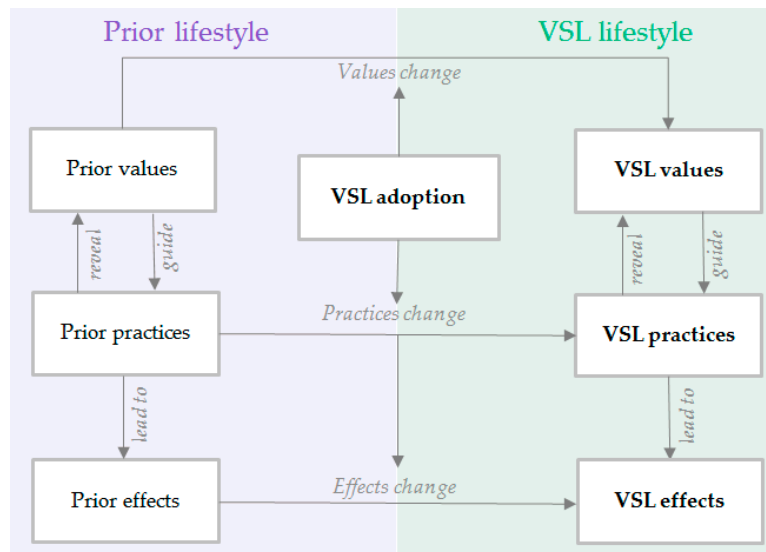 Prior lifestyle
VSL lifestyle
Values change
Prior values
VSL adoption
VSL values
reveal
guide
reveal
guide
Practices change
Prior practices
VSL practices
lead to
lead to
Effects change
Prior effects
VSL effects